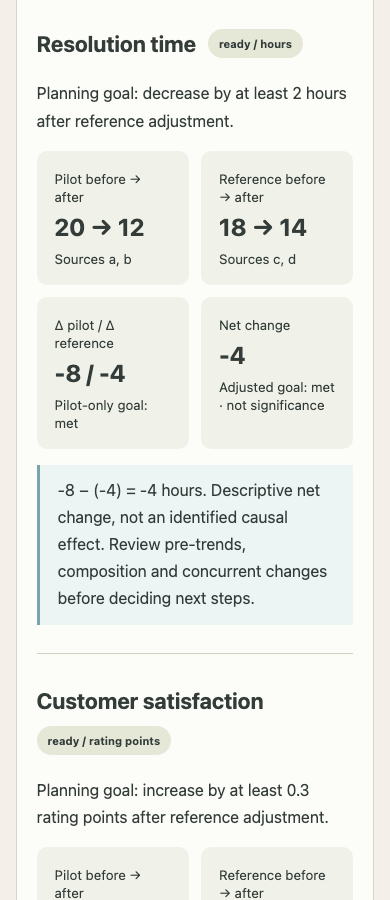 Resolution time
ready / hours
Planning goal: decrease by at least 2 hours
after reference adjustment.
Pilot before →
after
20 → 12
Sources a, b
Reference before
→ after
18 → 14
Sources c, d
Δ pilot / Δ
reference
-8 / -4
Pilot-only goal:
met
Net change
-4
Adjusted goal: met
· not significance
-8 − (-4) = -4 hours. Descriptive net
change, not an identified causal
effect. Review pre-trends,
composition and concurrent changes
before deciding next steps.
Customer satisfaction
ready / rating points
Planning goal: increase by at least 0.3
rating points after reference adjustment.
Pilot before →
after
Reference before
→ after